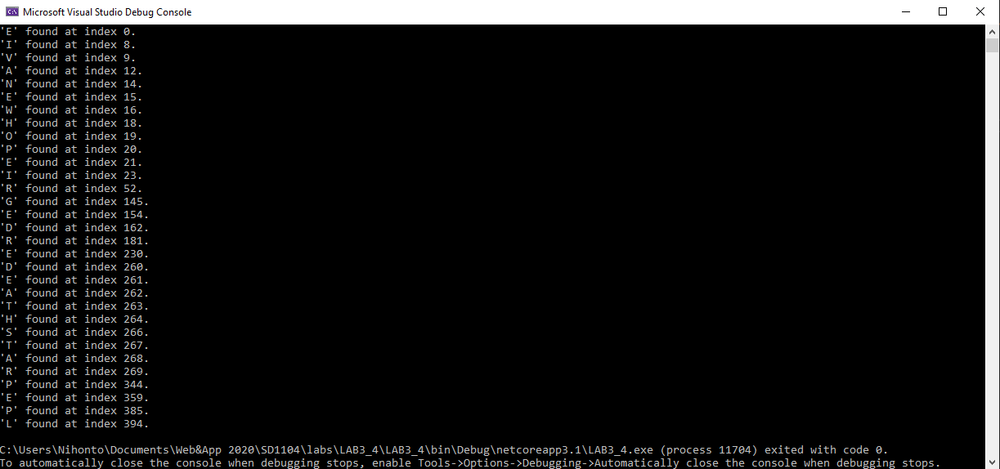 Microsoft Visual Studio Debug Console
'E' found at index 0.
'I' found at index 8.
'V' found at index 9.
'A' found at index 12.
'N' found at index 14.
'E' found at index 15.
'W' found at index 16.
'H' found at index 18.
'O' found at index 19.
'P' found at index 20.
'E' found at index 21.
'I' found at index 23.
'R' found at index 52.
'G' found at index 145.
'E' found at index 154.
'D' found at index 162.
'R' found at index 181.
'E' found at index 230.
'D' found at index 260.
'E' found at index 261.
'A' found at index 262.
'T' found at index 263.
'H' found at index 264.
'S' found at index 266.
'T' found at index 267.
'A' found at index 268.
'R' found at index 269.
'P' found at index 344.
'E' found at index 359.
'P' found at index 385.
'L' found at index 394.
C:\Users\Nihonto\Documents\Web&App 2020\SD1104\labs\LAB3_4\LAB3_4\bin\Debug\netcoreapp3.1\LAB3_4.exe (process 11704) exited with code 0.
To automatically close the console when debugging stops, enable Tools->Options->Debugging->Automatically close the console when debugging stops.